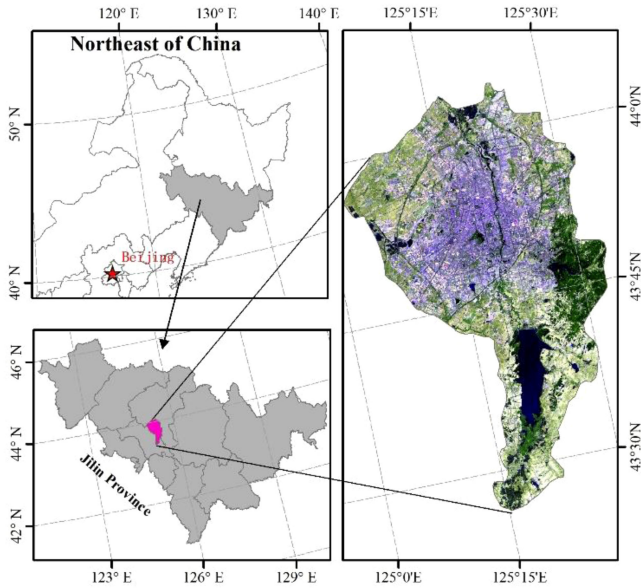 120° E 130° E 140° E
Northeast of China
50° N
40° N
Beijing
46° N
44° N
42° N
Jilin Province
123° E 126° E 129° E
125°15′ E 125°30′ E
44°0′ N
43°45′ N
43°30′ N
125°0′ E 125°15′ E